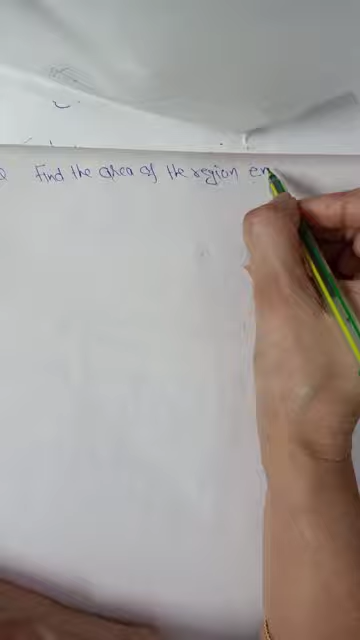 Find the area of the region en